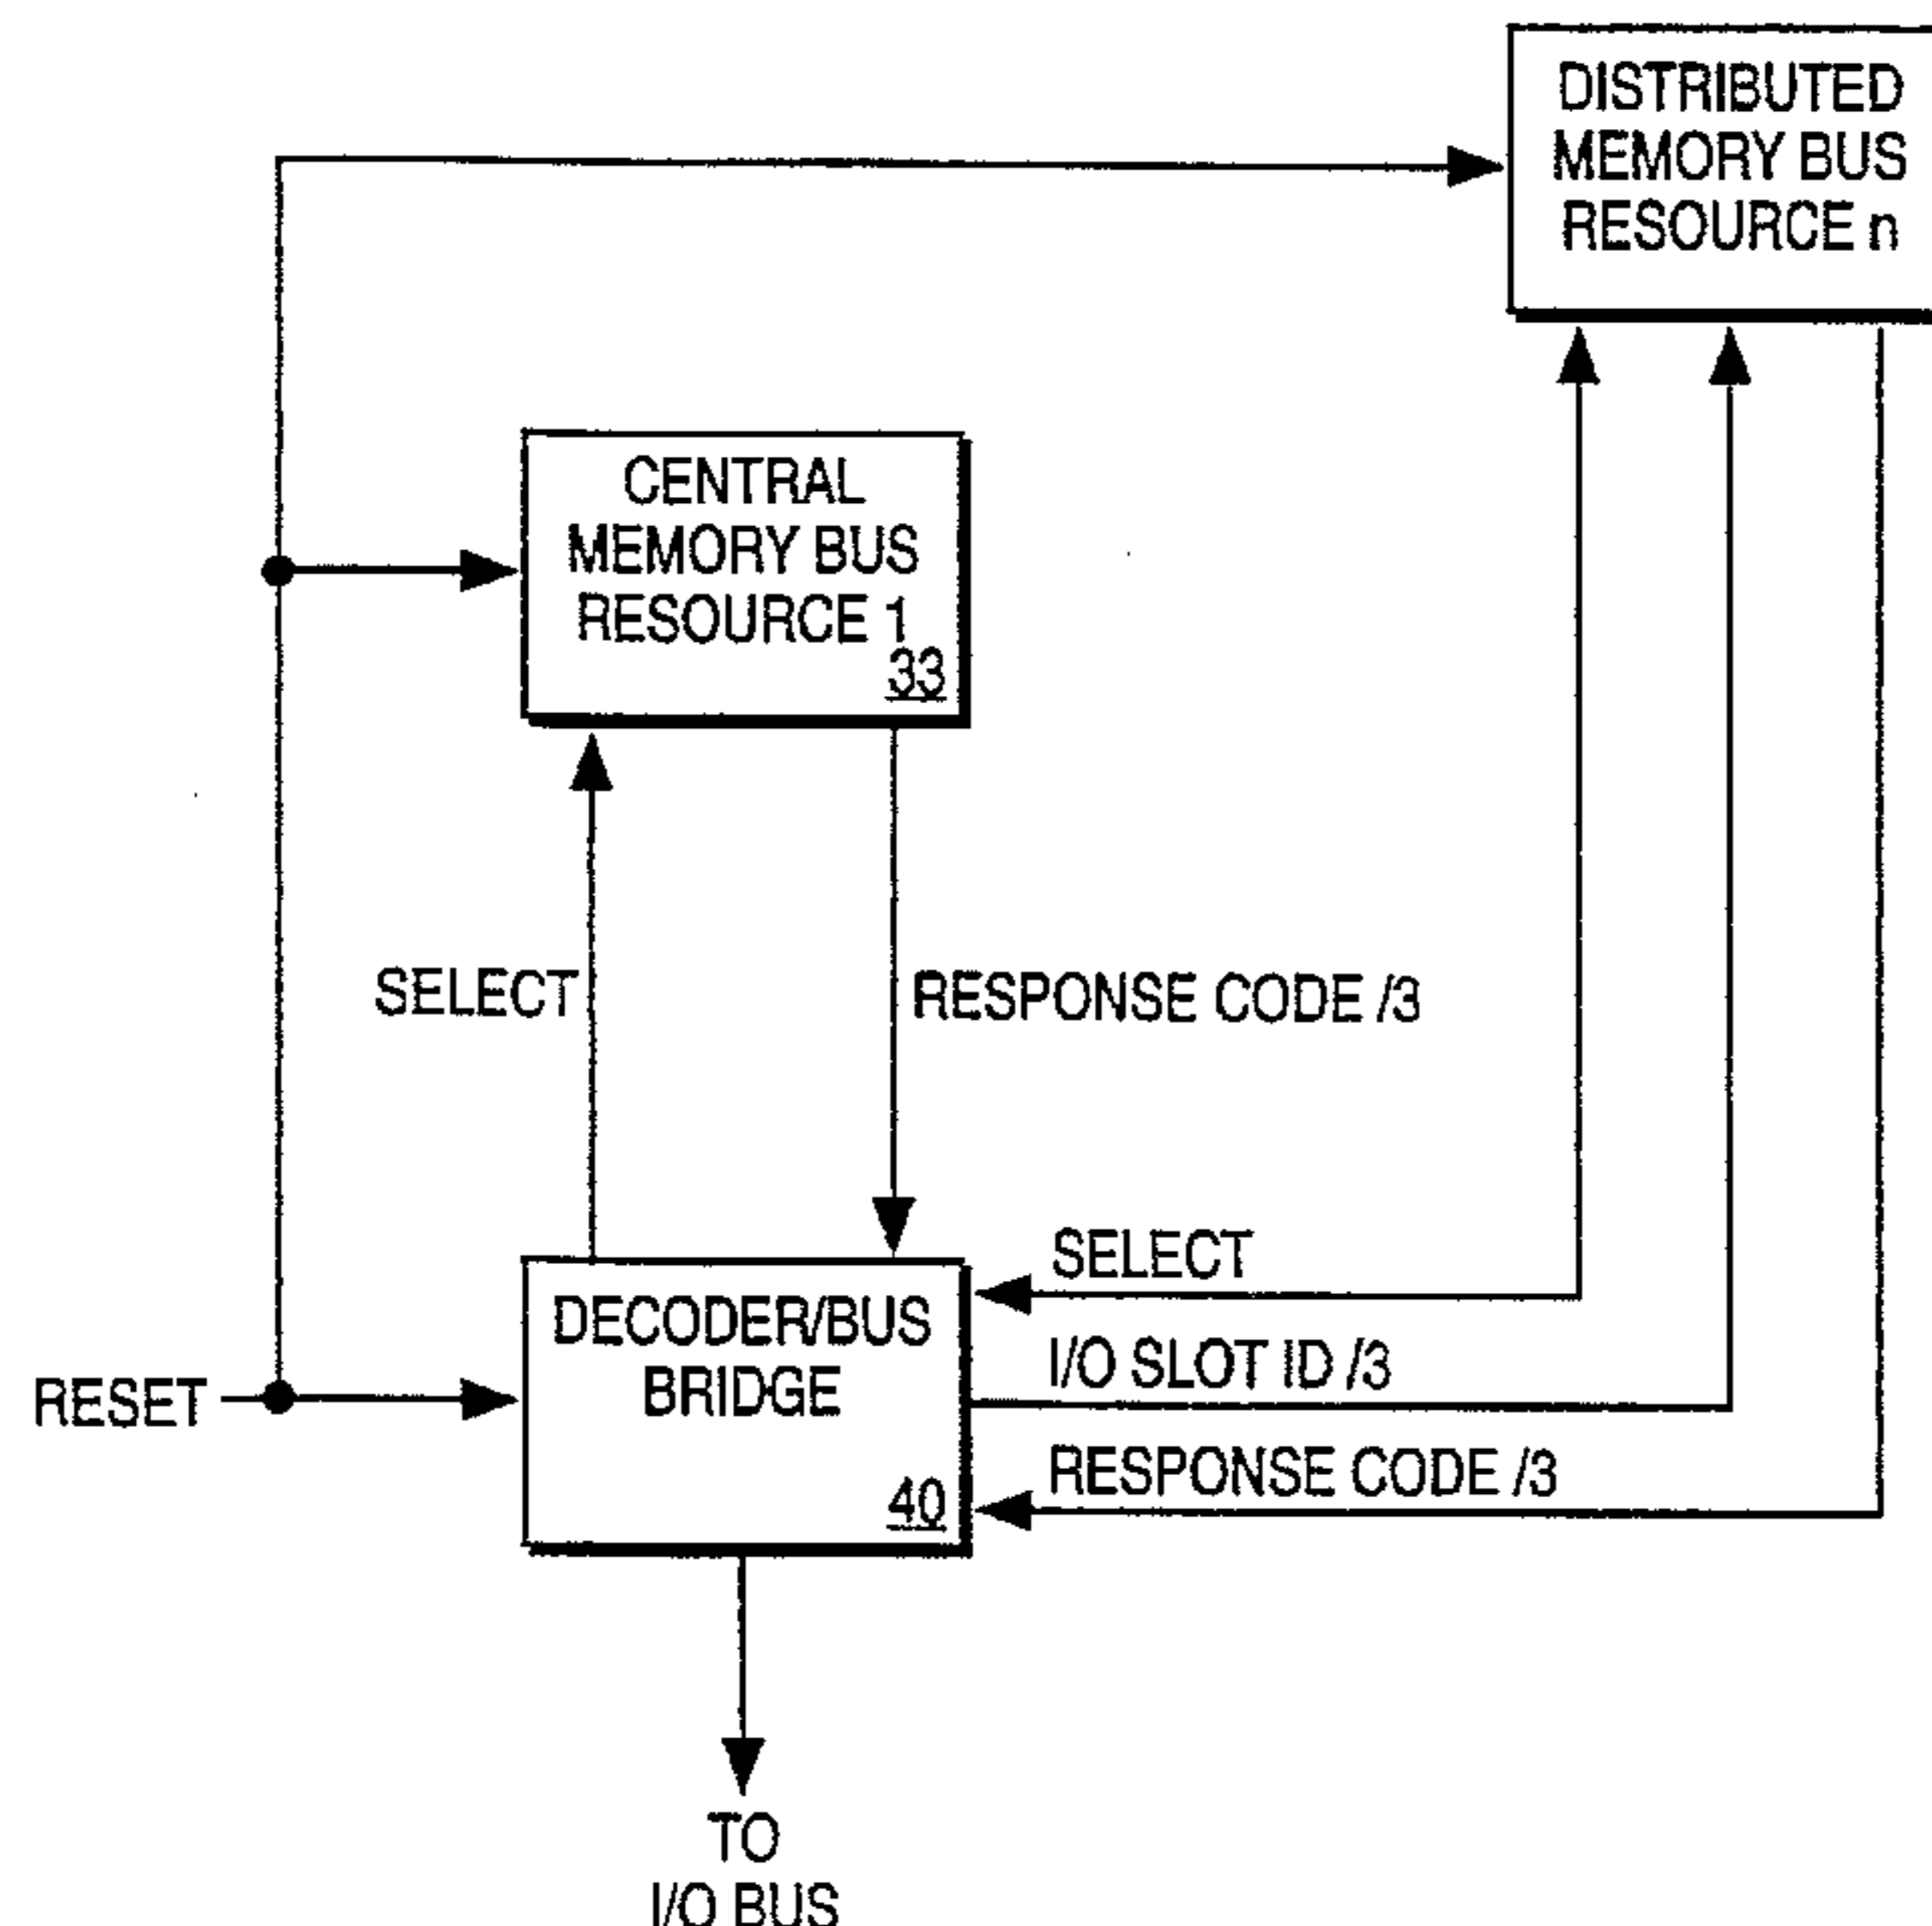 DISTRIBUTED
MEMORY BUS
RESOURCE n
CENTRAL
MEMORY BUS
RESOURCE 1
33
SELECT
RESPONSE CODE /3
SELECT
DECODER/BUS
BRIDGE
40
I/O SLOT ID /3
RESET
RESPONSE CODE /3
TO
I/O BUS